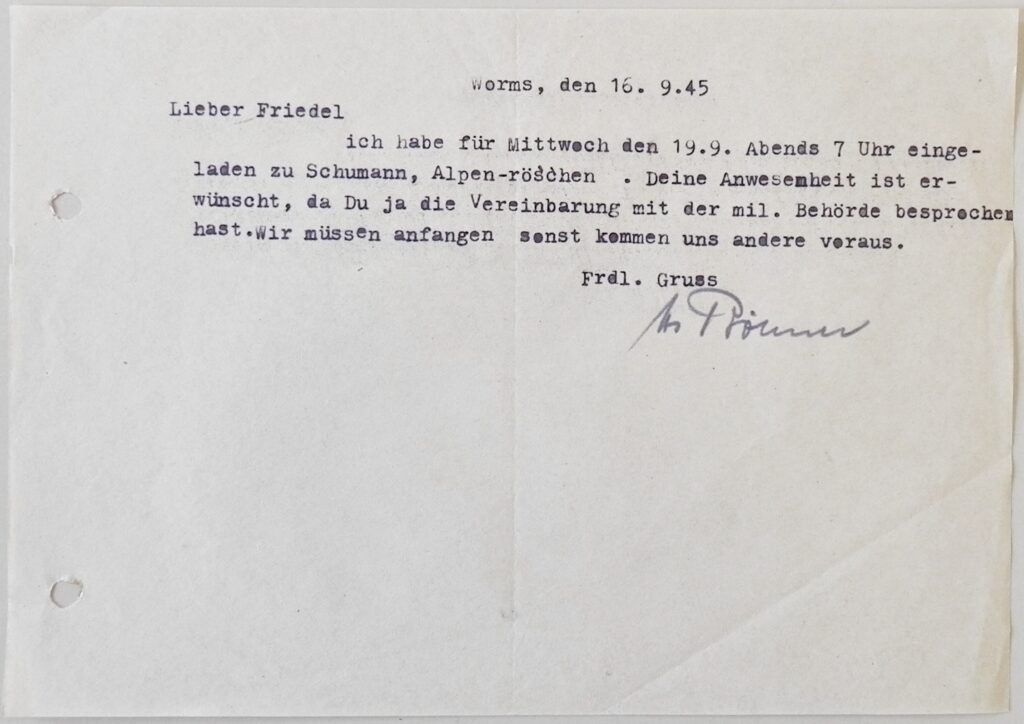 Worms, den 16. 9.45
Lieber Friedel
ich habe für Mittwoch den 19.9. Abends 7 Uhr einge-
laden zu Schumann, Alpen-röschen . Deine Anwesenheit ist er-
wünscht, da Du ja die Vereinbarung mit der mil. Behörde besprochen
hast.Wir müssen anfangen sonst kommen uns andere voraus.
Frdl. Gruss